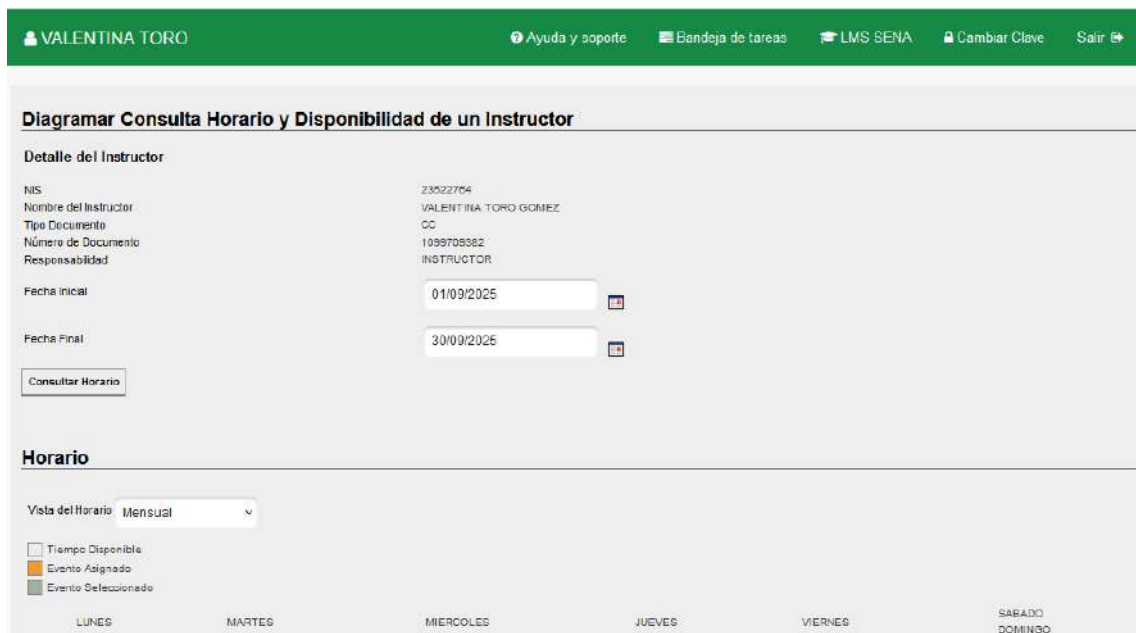 VALENTINA TORO
Ayuda y soporte
Bandeja de tareas
LMS SENA
Cambiar Clave
Salir
Diagramar Consulta Horario y Disponibilidad de un Instructor
Detalle del Instructor
NIS 23522764
Nombre del Instructor VALENTINA TORO GOMEZ
Tipo Documento CC
Número de Documento 1099709382
Responsabilidad INSTRUCTOR
Fecha Inicial 01/09/2025
Fecha Final 30/09/2025
Consultar Horario
Horario
Vista del Horario Mensual
Tiempo Disponible
Evento Asignado
Evento Seleccionado
LUNES MARTES MIERCOLES JUEVES VIERNES SABADO
DOMINGO